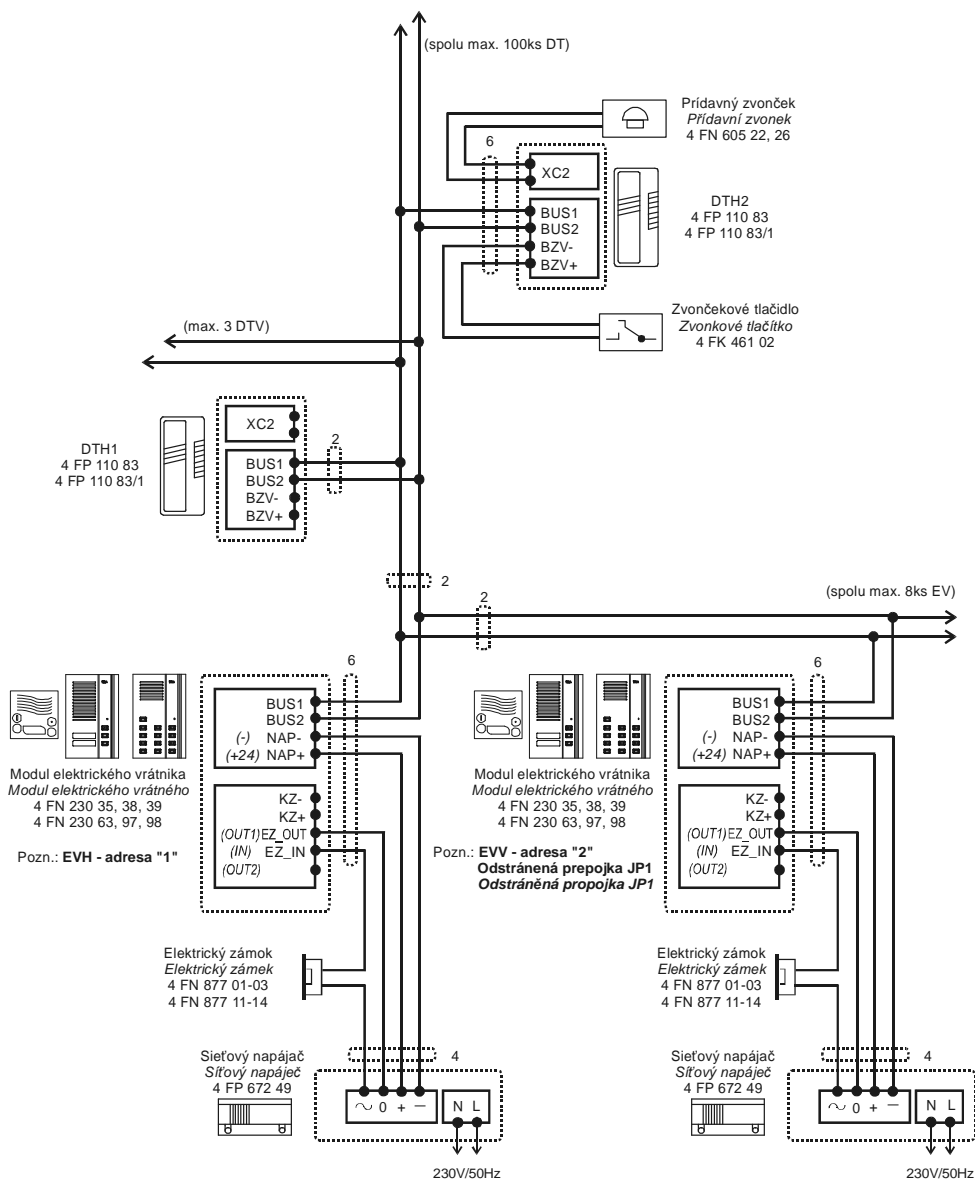 (spolu max. 100ks DT)
Prídavný zvonček
Přídavní zvonek
4 FN 605 22, 26
6
XC2
BUS1
BUS2
BZV-
BZV+
DTH2
4 FP 110 83
4 FP 110 83/1
Zvončekové tlačidlo
Zvonkové tlačítko
4 FK 461 02
(max. 3 DTV)
DTH1
4 FP 110 83
4 FP 110 83/1
XC2
BUS1
BUS2
BZV-
BZV+
2
2
2
(spolu max. 8ks EV)
6
BUS1
BUS2
(-) NAP-
(+24) NAP+
KZ-
KZ+
(OUT1) EZ_OUT
(IN) EZ_IN
(OUT2)
Modul elektrického vrátnika
Modul elektrického vrátného
4 FN 230 35, 38, 39
4 FN 230 63, 97, 98
Pozn.: EVH - adresa "1"
Elektrický zámok
Elektrický zámek
4 FN 877 01-03
4 FN 877 11-14
Sieťový napájač
Síťový napáječ
4 FP 672 49
4
0 + —
N L
230V/50Hz
6
BUS1
BUS2
(-) NAP-
(+24) NAP+
KZ-
KZ+
(OUT1) EZ_OUT
(IN) EZ_IN
(OUT2)
Modul elektrického vrátnika
Modul elektrického vrátného
4 FN 230 35, 38, 39
4 FN 230 63, 97, 98
Pozn.: EVV - adresa "2"
Odstránená prepojka JP1
Odstráněná propojka JP1
Elektrický zámok
Elektrický zámek
4 FN 877 01-03
4 FN 877 11-14
Sieťový napájač
Síťový napáječ
4 FP 672 49
4
0 + —
N L
230V/50Hz